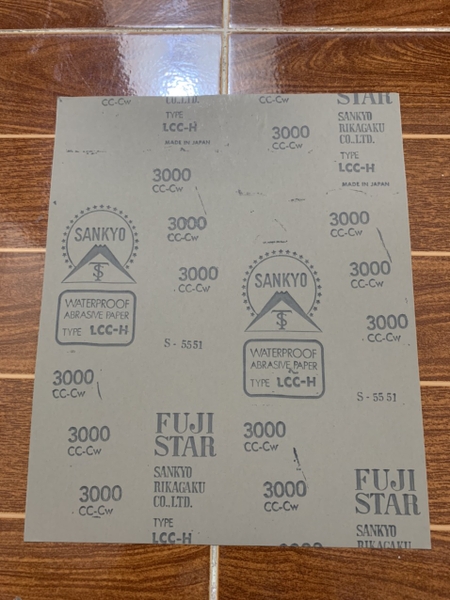 CC-Cw
CO.,LTD.
TYPE
LCC-H
MADE IN JAPAN
CC-Cw
3000
CC-Cw
STAR
SANKYO
RIKAGAKU
CO.,LTD.
TYPE
LCC-H
MADE IN JAPAN
3000
CC-Cw
3000
CC-Cw
3000
CC-Cw
3000
CC-Cw
3000
CC-Cw
3000
CC-Cw
SANKYO
WATERPROOF
ABRASIVE PAPER
TYPE LCC-H
S-5551
SANKYO
WATERPROOF
ABRASIVE PAPER
TYPE LCC-H
S-5551
3000
CC-Cw
3000
CC-Cw
3000
CC-Cw
FUJI
STAR
SANKYO
RIKAGAKU
CO.,LTD.
TYPE
LCC-H
3000
CC-Cw
3000
CC-Cw
3000
FUJI
STAR
SANKYO
RIKAGAKU